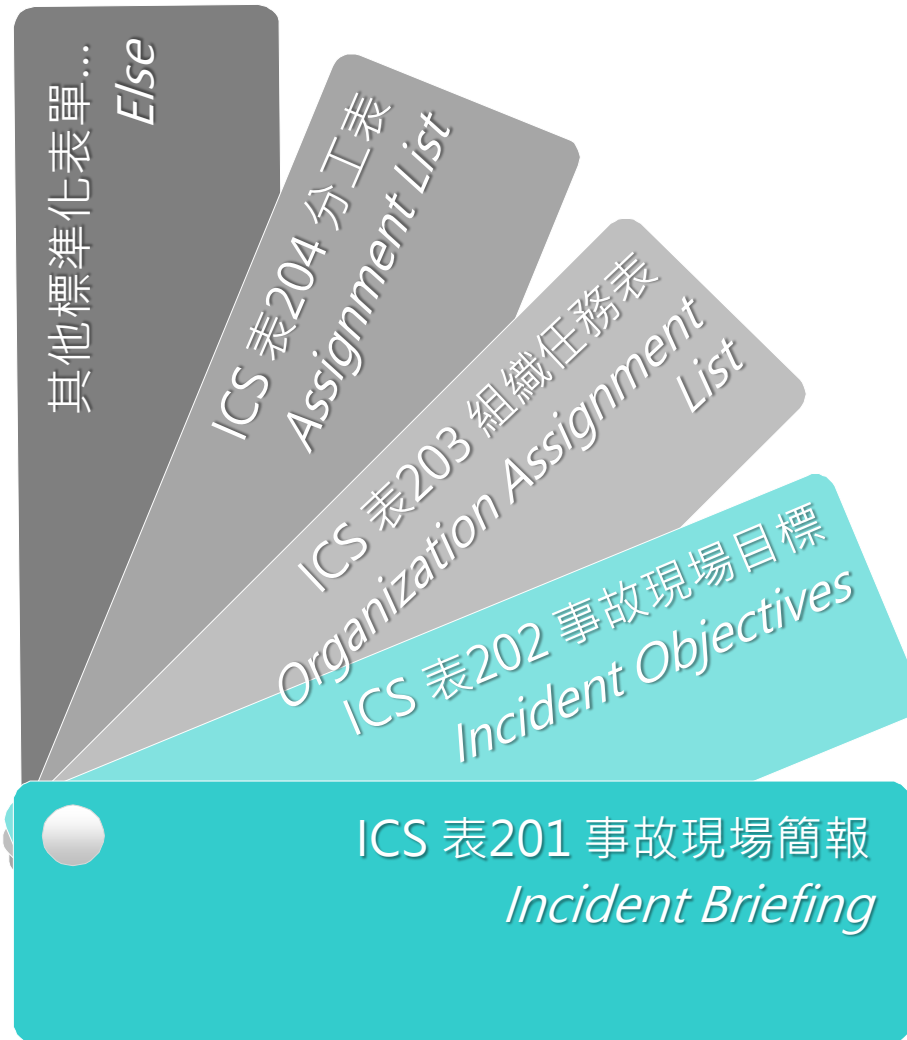 其他標準化表單...
Else
ICS 表204 分工表
Assignment List
ICS 表203 組織任務表
Organization Assignment
List
ICS 表202 事故現場目標
Incident Objectives
ICS 表201 事故現場簡報
Incident Briefing